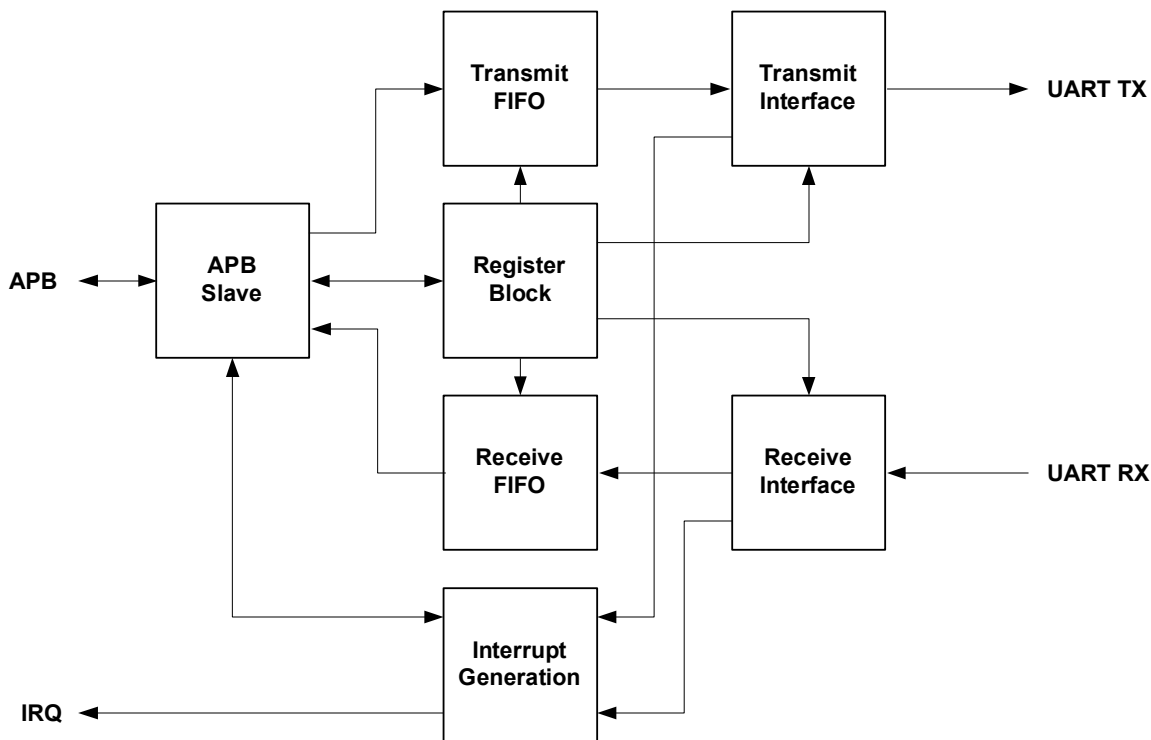 Transmit
FIFO
Transmit
Interface
UART TX
APB
APB
Slave
Register
Block
Receive
FIFO
Receive
Interface
UART RX
Interrupt
Generation
IRQ